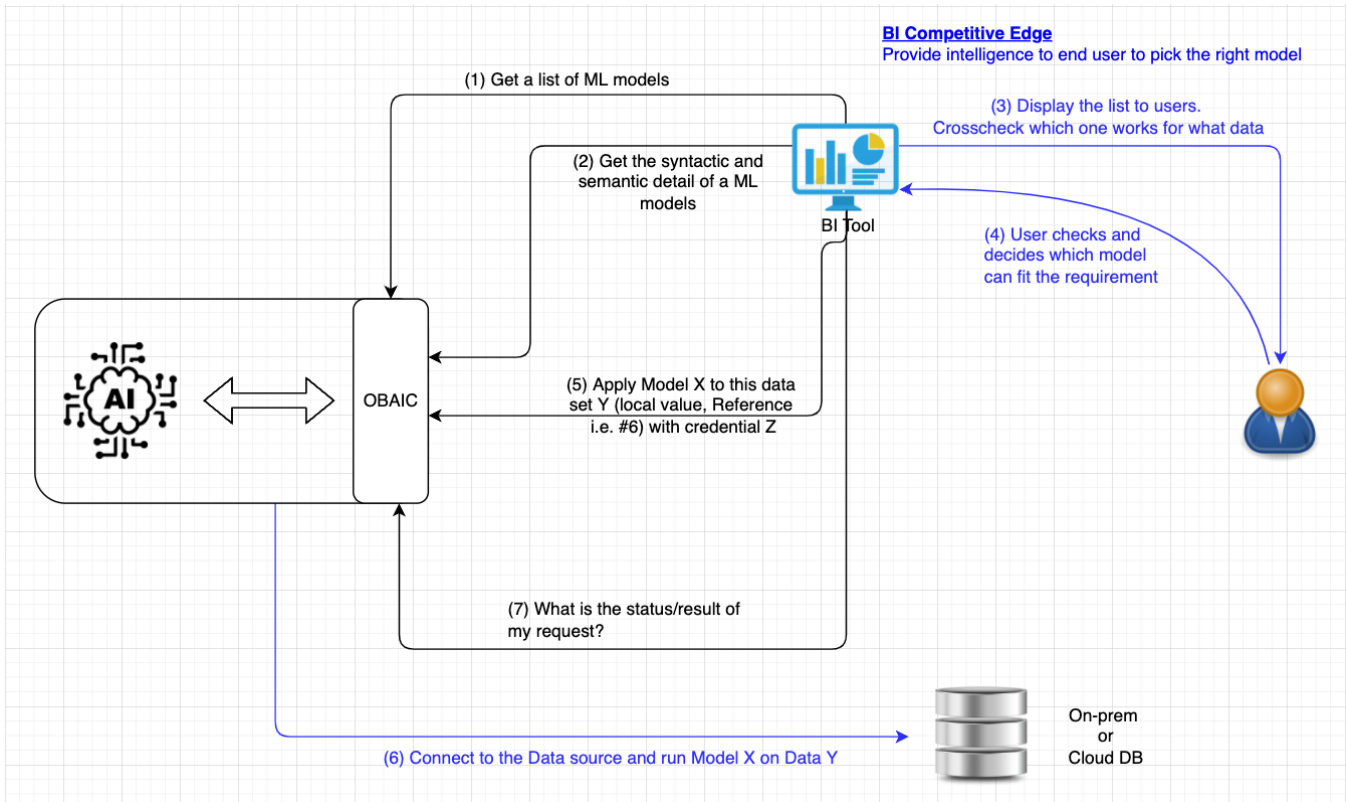 BI Competitive Edge
Provide intelligence to end user to pick the right model
(1) Get a list of ML models
(3) Display the list to users.
Crosscheck which one works for what data
(2) Get the syntactic and
semantic detail of a ML
models
BI Tool
(4) User checks and
decides which model
can fit the requirement
AI
OBAIC
(5) Apply Model X to this data
set Y (local value, Reference
i.e. #6) with credential Z
(7) What is the status/result of
my request?
On-prem
or
Cloud DB
(6) Connect to the Data source and run Model X on Data Y